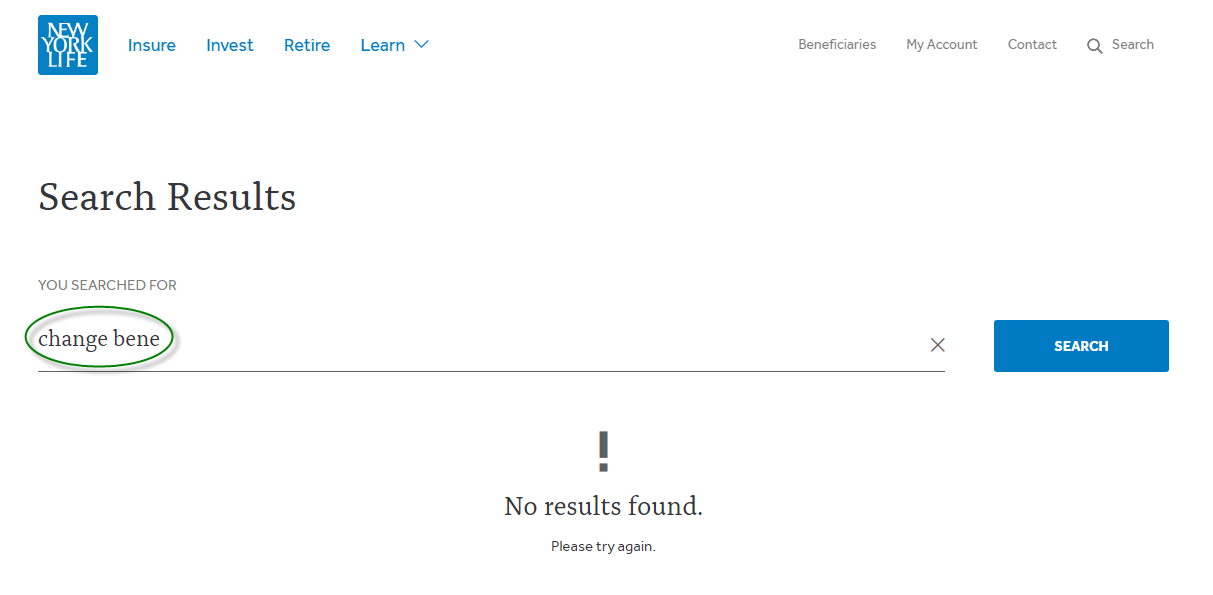 NEW
YORK
LIFE
Insure Invest Retire Learn
Beneficiaries My Account Contact Search
Search Results
YOU SEARCHED FOR
change bene
SEARCH
!
No results found.
Please try again.